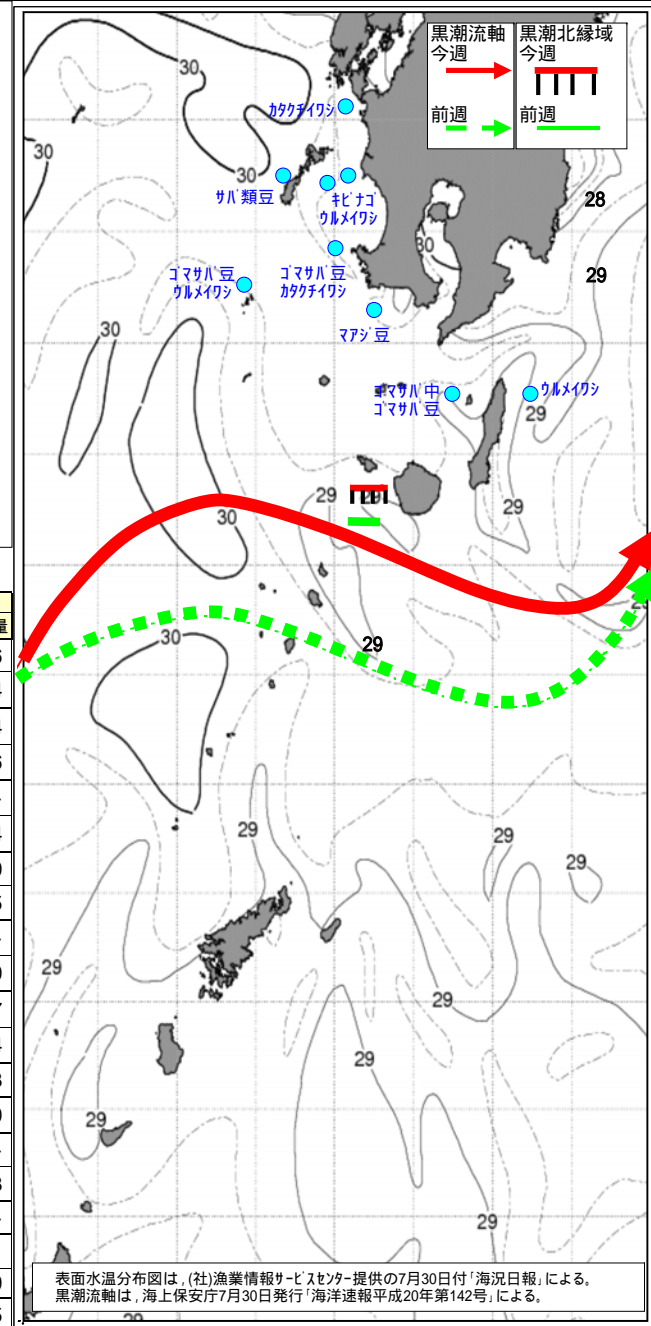 黒潮流軸
今週
前週
黒潮北縁域
今週
前週
30
30
30
カタクチイワシ
サバ類豆
キビナゴ
ウルメイワシ
28
30
29
ゴマサバ豆
ウルメイワシ
ゴマサバ豆
カタクチイワシ
マアジ豆
30
ゴマサバ中
ゴマサバ豆
ウルメイワシ
29
29
29
30
29
量
30
29
29
29
29
29
29
29
29
29
表面水温分布図は,(社)漁業情報サービスセンター提供の7月30日付「海況日報」による。
黒潮流軸は,海上保安庁7月30日発行「海洋速報平成20年第142号」による。